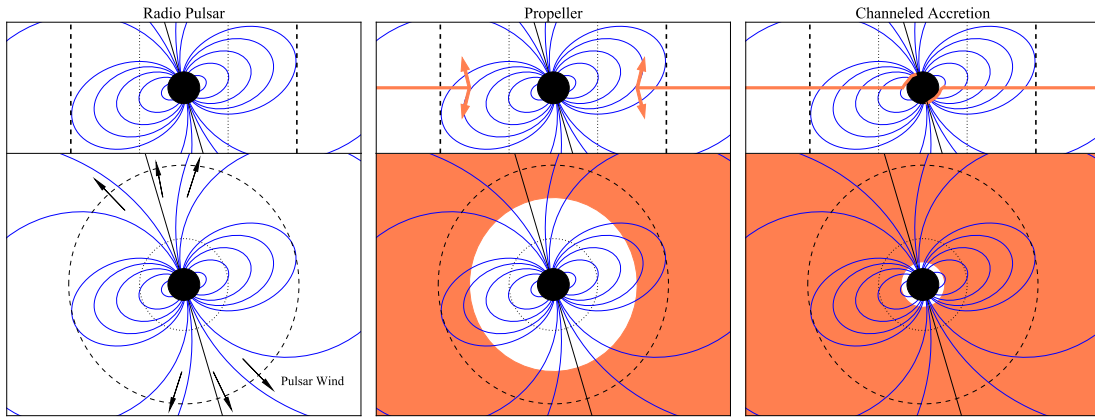 Radio Pulsar
Propeller
Channeled Accretion
Pulsar Wind